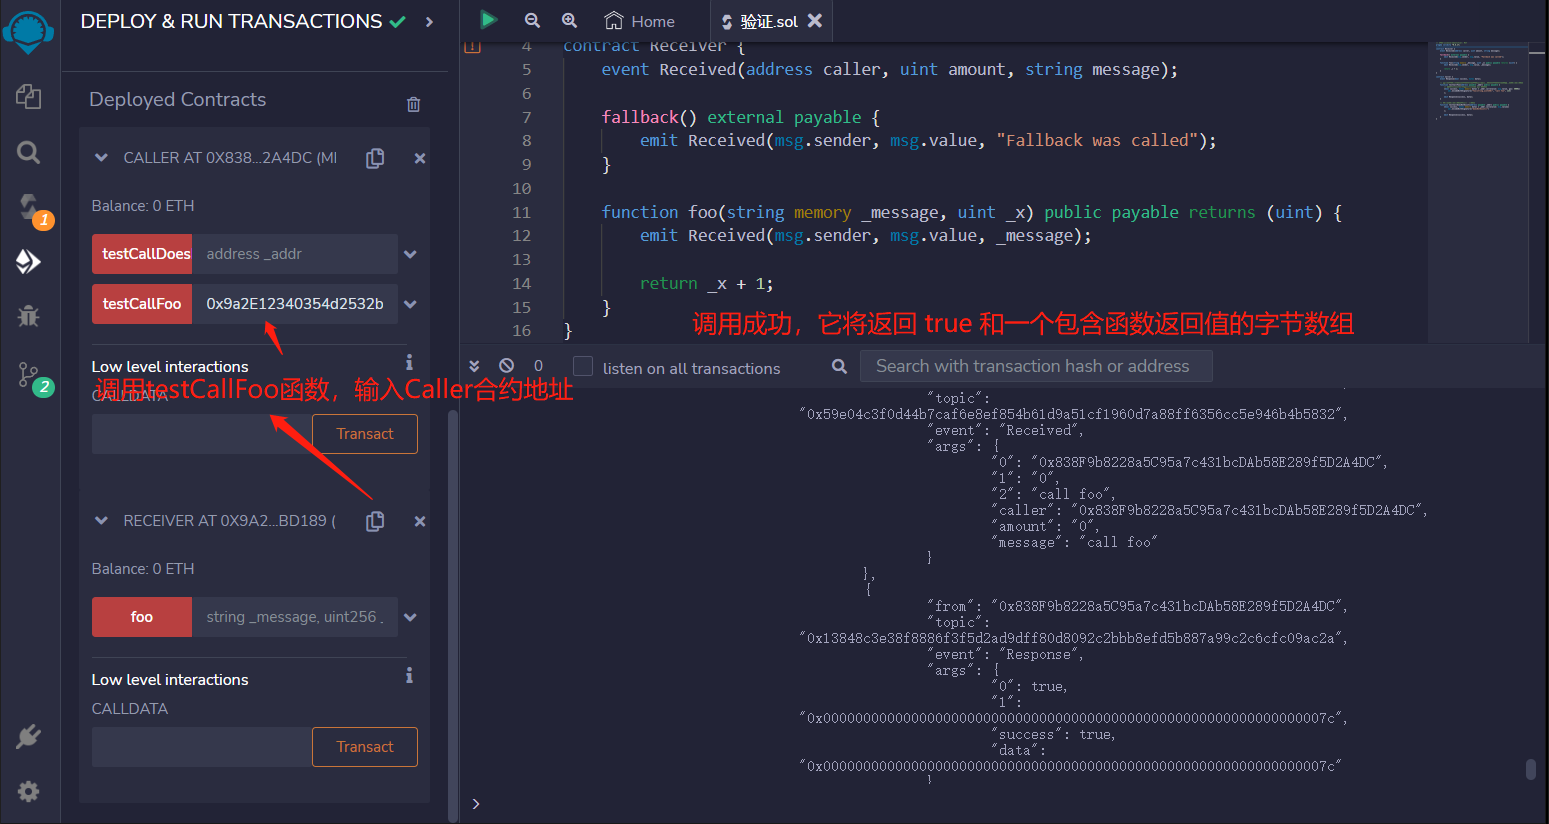 DEPLOY & RUN TRANSACTIONS
Deployed Contracts
CALLER AT 0X838...2A4DC (MI
Balance: 0 ETH
testCallDoes address _addr
testCallFoo 0x9a2E12340354d2532b
Low level interactions
CALLDATA
调用testCallFoo函数，输入Caller合约地址
Transact
RECEIVER AT 0X9A2...BD189 (
Balance: 0 ETH
foo string _message, uint256 _
Low level interactions
CALLDATA
Transact
1
2
Home 验证.sol
4 contract Receiver {
5 event Received(address caller, uint amount, string message);
6
7 fallback() external payable {
8 emit Received(msg.sender, msg.value, "Fallback was called");
9 }
10
11 function foo(string memory _message, uint _x) public payable returns (uint) {
12 emit Received(msg.sender, msg.value, _message);
13
14 return _x + 1;
15 }
16 }
调用成功，它将返回 true 和一个包含函数返回值的字节数组
0 listen on all transactions Search with transaction hash or address
"topic":
"0x59e04c3f0d44b7caf6e8ef854b61d9a51cf1960d7a88ff6356cc5e946b4b5832",
"event": "Received",
"args": {
"0": "0x838F9b8228a5C95a7c431bcDAb58E289f5D2A4DC",
"1": "0",
"2": "call foo",
"caller": "0x838F9b8228a5C95a7c431bcDAb58E289f5D2A4DC",
"amount": "0",
"message": "call foo"
}
},
{
"from": "0x838F9b8228a5C95a7c431bcDAb58E289f5D2A4DC",
"topic":
"0x13848c3e38f8886f3f5d2ad9dff80d8092c2bbb8efd5b887a99c2c6cfc09ac2a",
"event": "Response",
"args": {
"0": true,
"1":
"0x000000000000000000000000000000000000000000000000000000000000007c",
"success": true,
"data":
"0x000000000000000000000000000000000000000000000000000000000000007c"
}
>